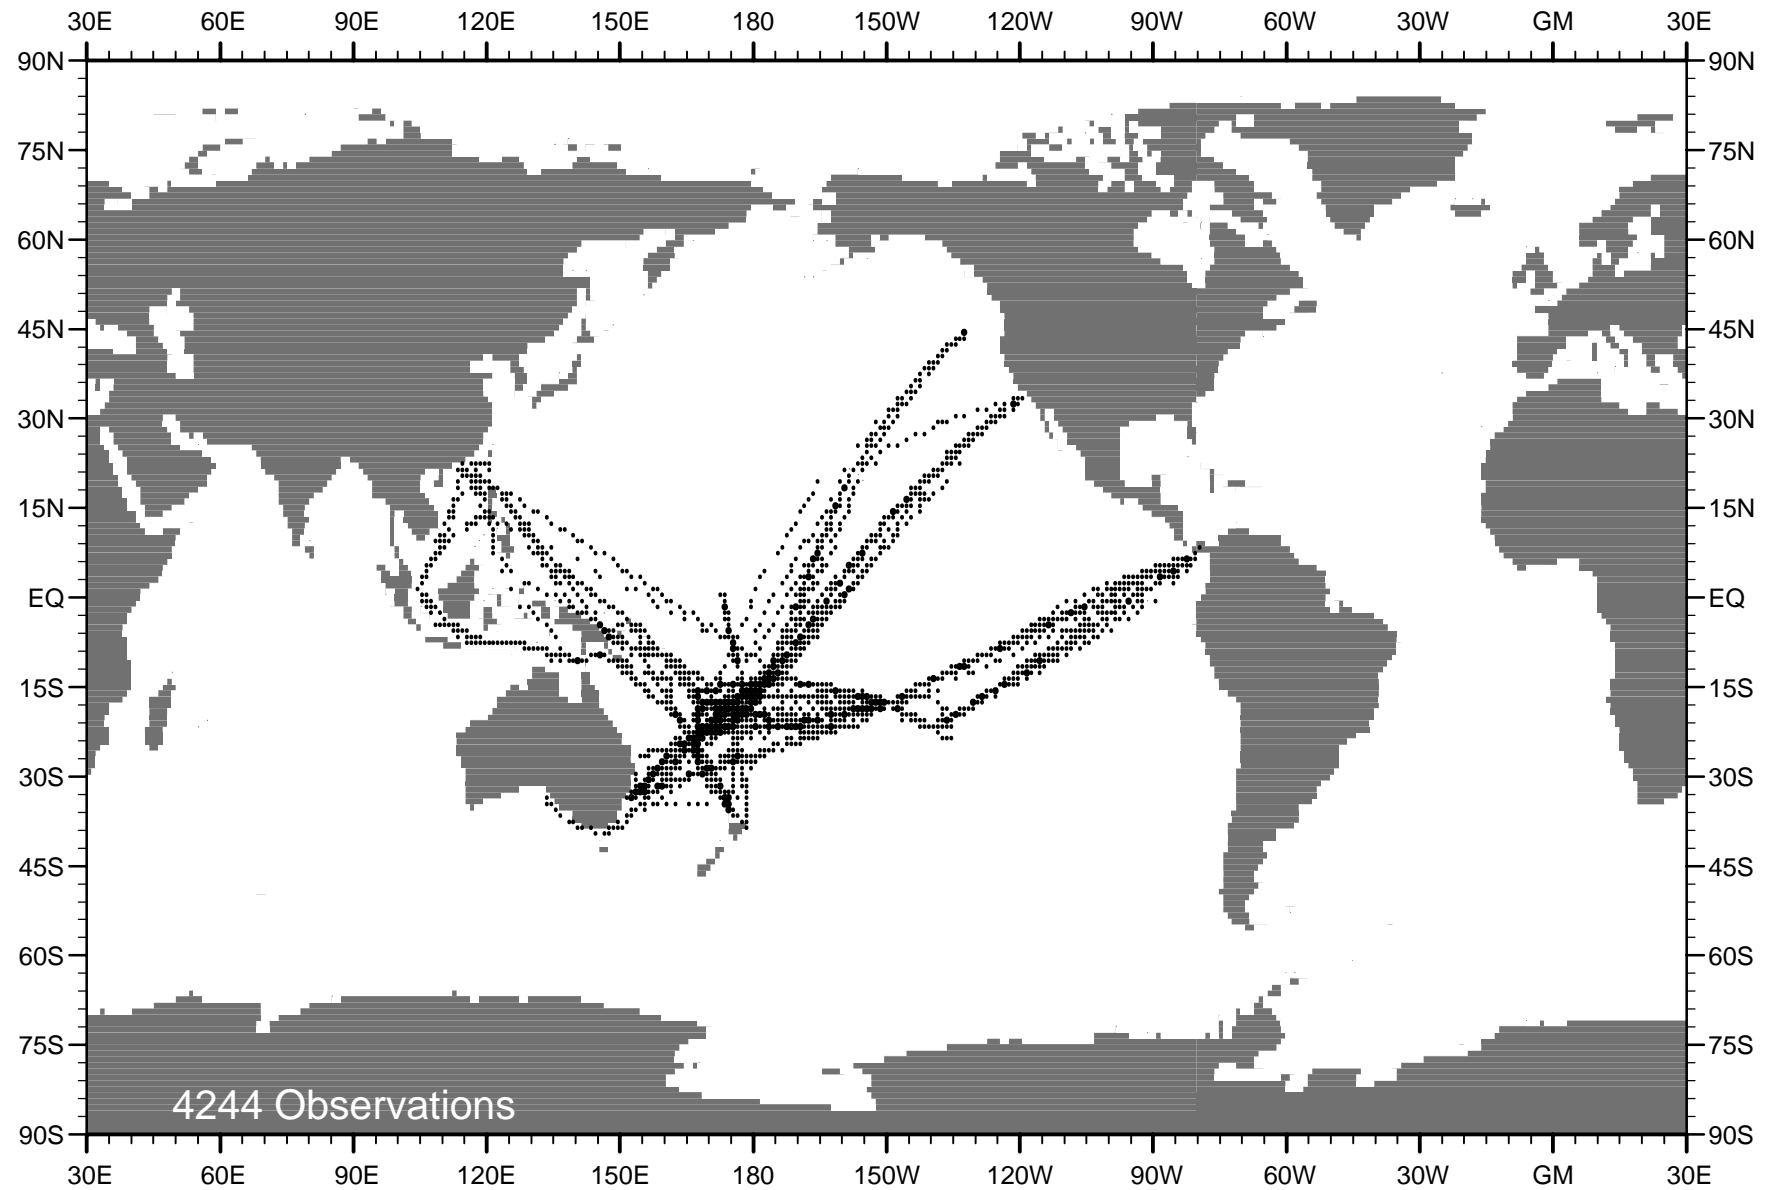 30E 60E 90E 120E 150E 180 150W 120W 90W 60W 30W GM 30E
90N 90N
75N 75N
60N 60N
45N 45N
30N 30N
15N 15N
EQ EQ
15S 15S
30S 30S
45S 45S
60S 60S
75S 75S
4244 Observations
90S 90S
30E 60E 90E 120E 150E 180 150W 120W 90W 60W 30W GM 30E